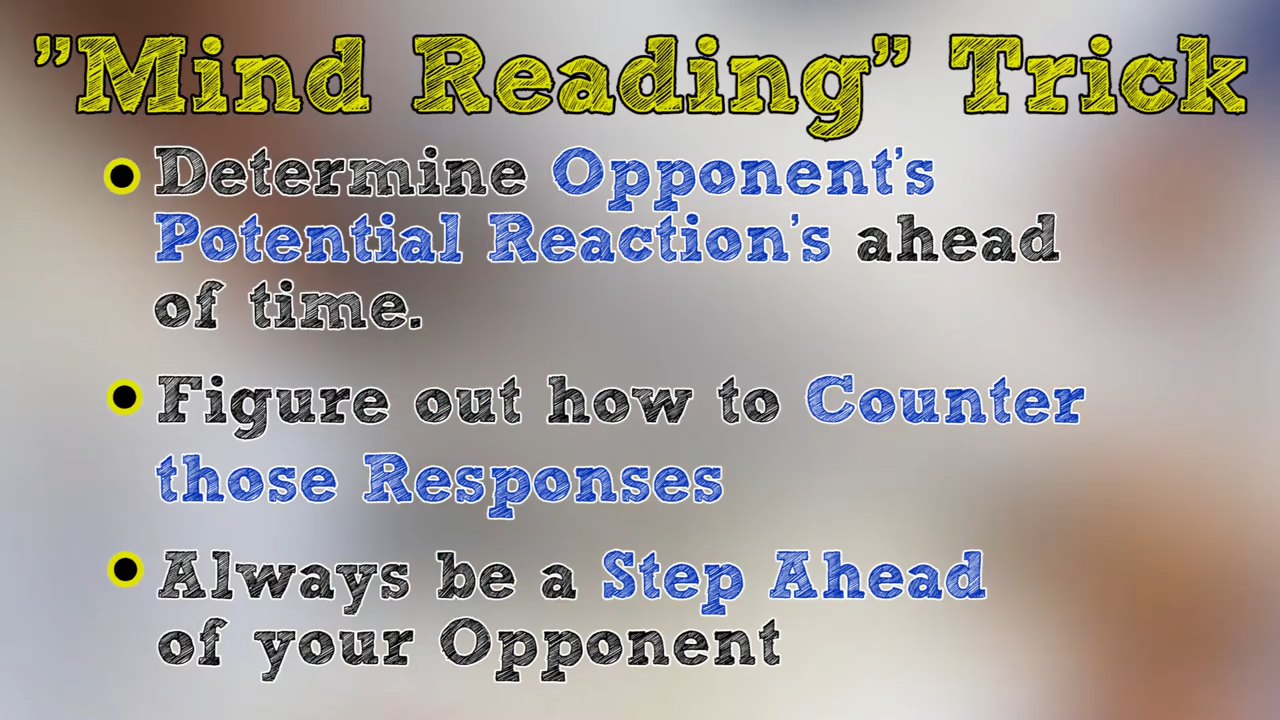 ”Mind Reading” Trick
Determine Opponent’s
Potential Reaction’s ahead
of time.
Figure out how to Counter
those Responses
Always be a Step Ahead
of your Opponent